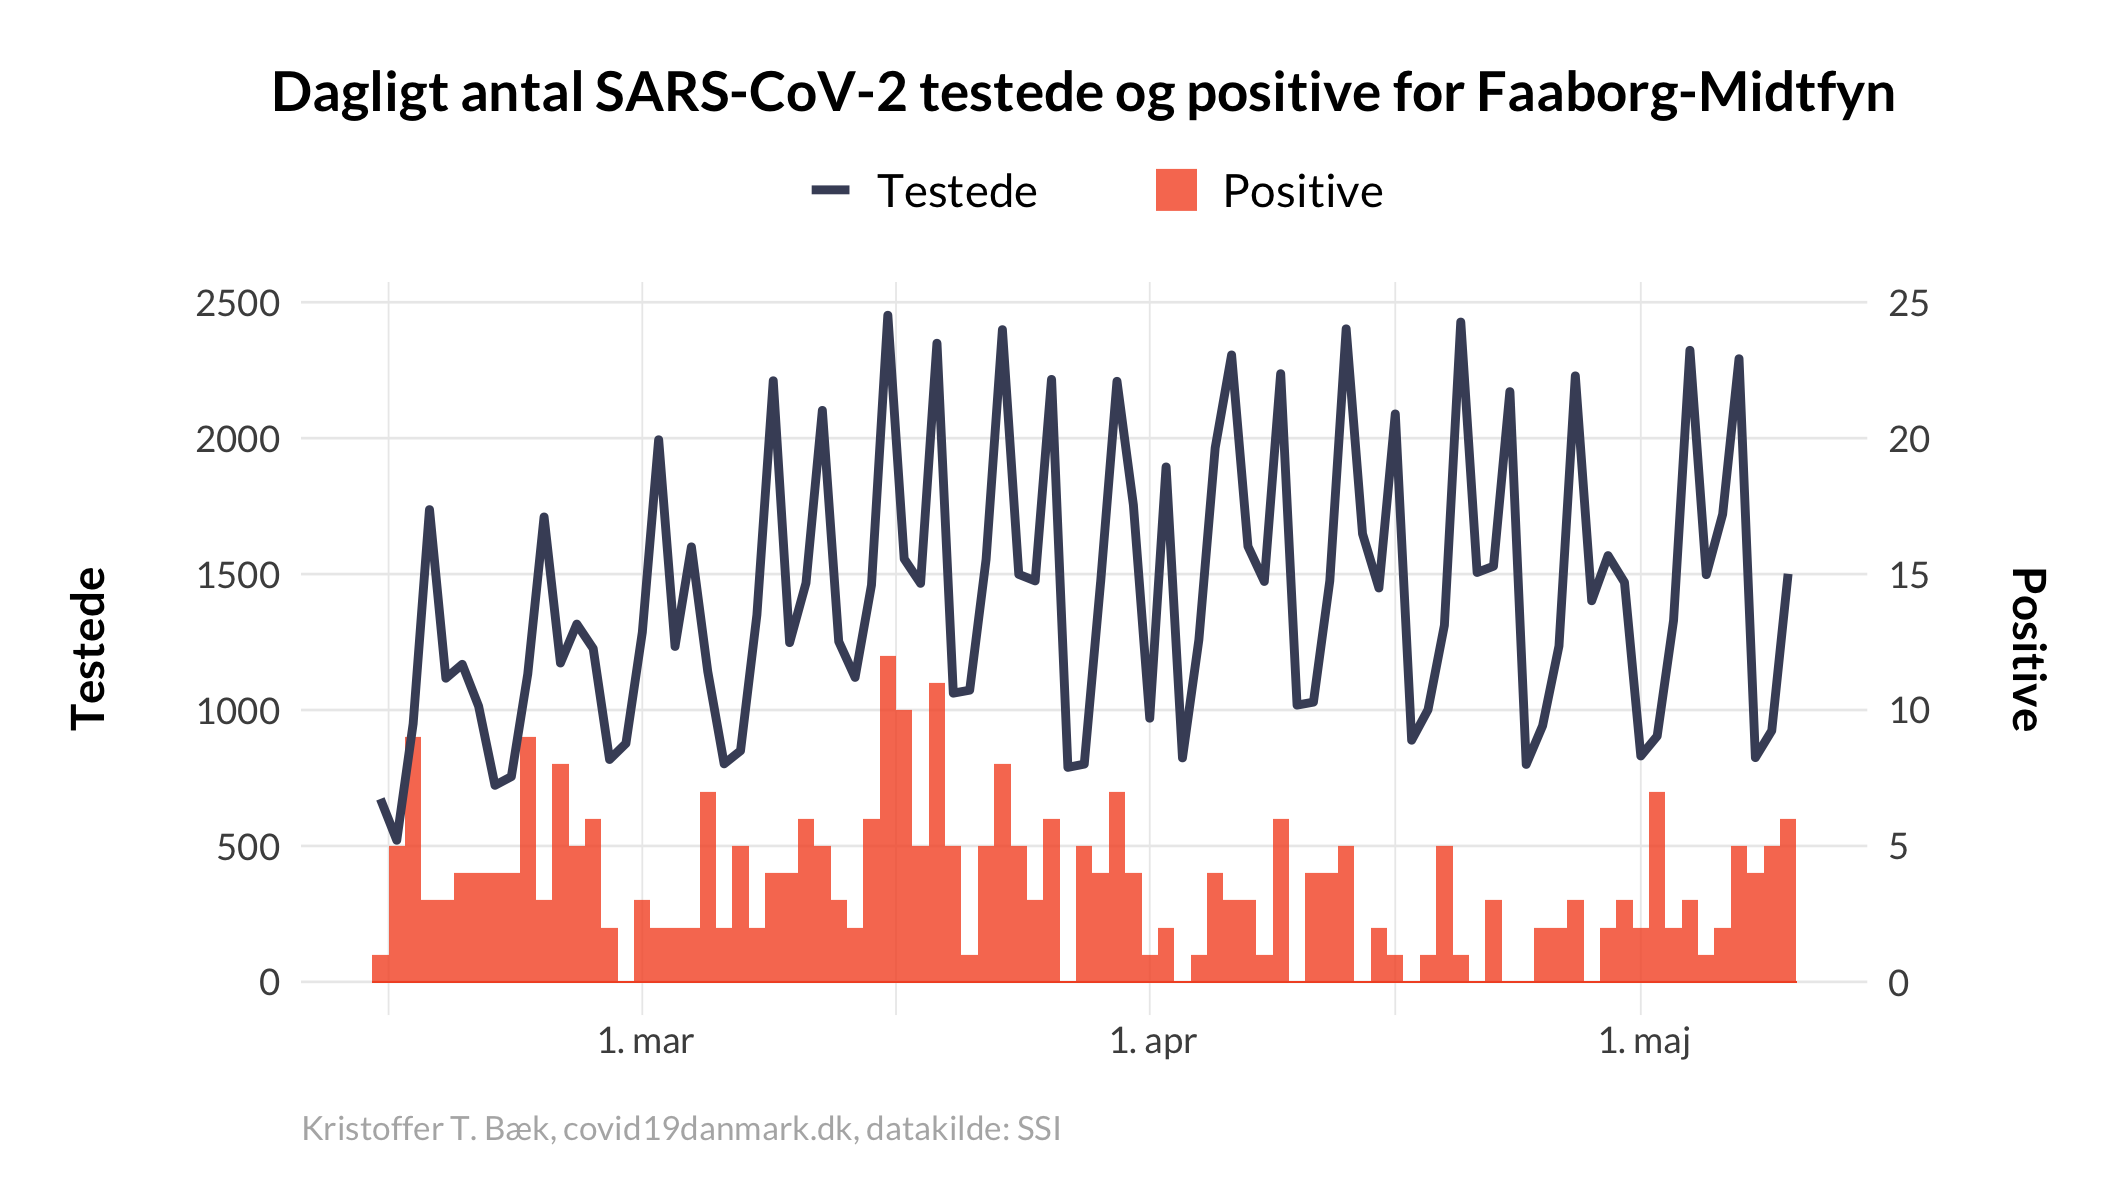 Dagligt antal SARS-CoV-2 testede og positive for Faaborg-Midtfyn
Testede
Positive
2500
2000
1500
1000
500
0
25
20
15
10
5
0
Testede
Positive
1. mar
1. apr
1. maj
Kristoffer T. Bæk, covid19danmark.dk, datakilde: SSI